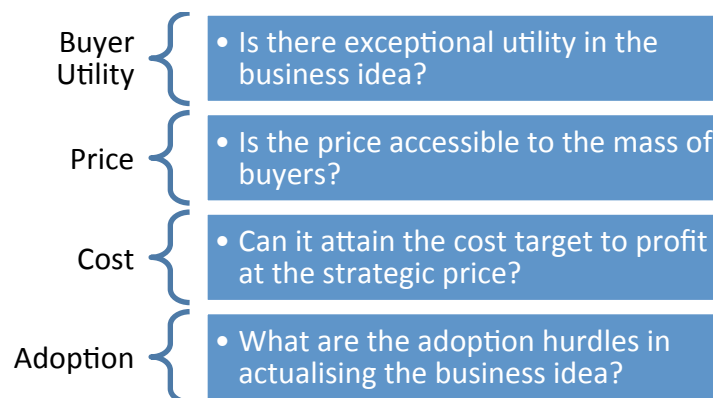 Buyer
Utility
• Is there exceptional utility in the
business idea?
Price
• Is the price accessible to the mass of
buyers?
Cost
• Can it attain the cost target to profit
at the strategic price?
Adoption
• What are the adoption hurdles in
actualising the business idea?